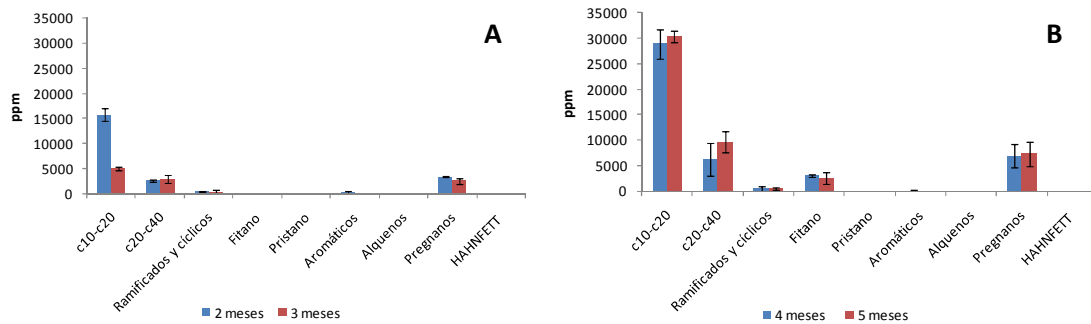 A
35000
30000
25000
20000
15000
10000
5000
0
ppm
c10-c20
c20-c40
Ramificados y cíclicos
Fitano
Pristano
Aromáticos
Alquenos
Pregnanos
HAHNFETT
2 meses
3 meses
B
35000
30000
25000
20000
15000
10000
5000
0
ppm
c10-c20
c20-c40
Ramificados y cíclicos
Fitano
Pristano
Aromáticos
Alquenos
Pregnanos
HAHNFETT
4 meses
5 meses